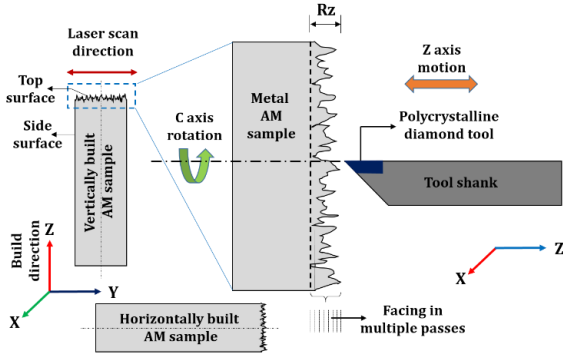 Laser scan
direction
Top
surface
Side
surface
Vertically built
AM sample
Build
direction
Z
Y
X
Rz
Metal
AM
sample
C axis
rotation
Z axis
motion
Polycrystalline
diamond tool
Tool shank
Z
X
Horizontally built
AM sample
Facing in
multiple passes